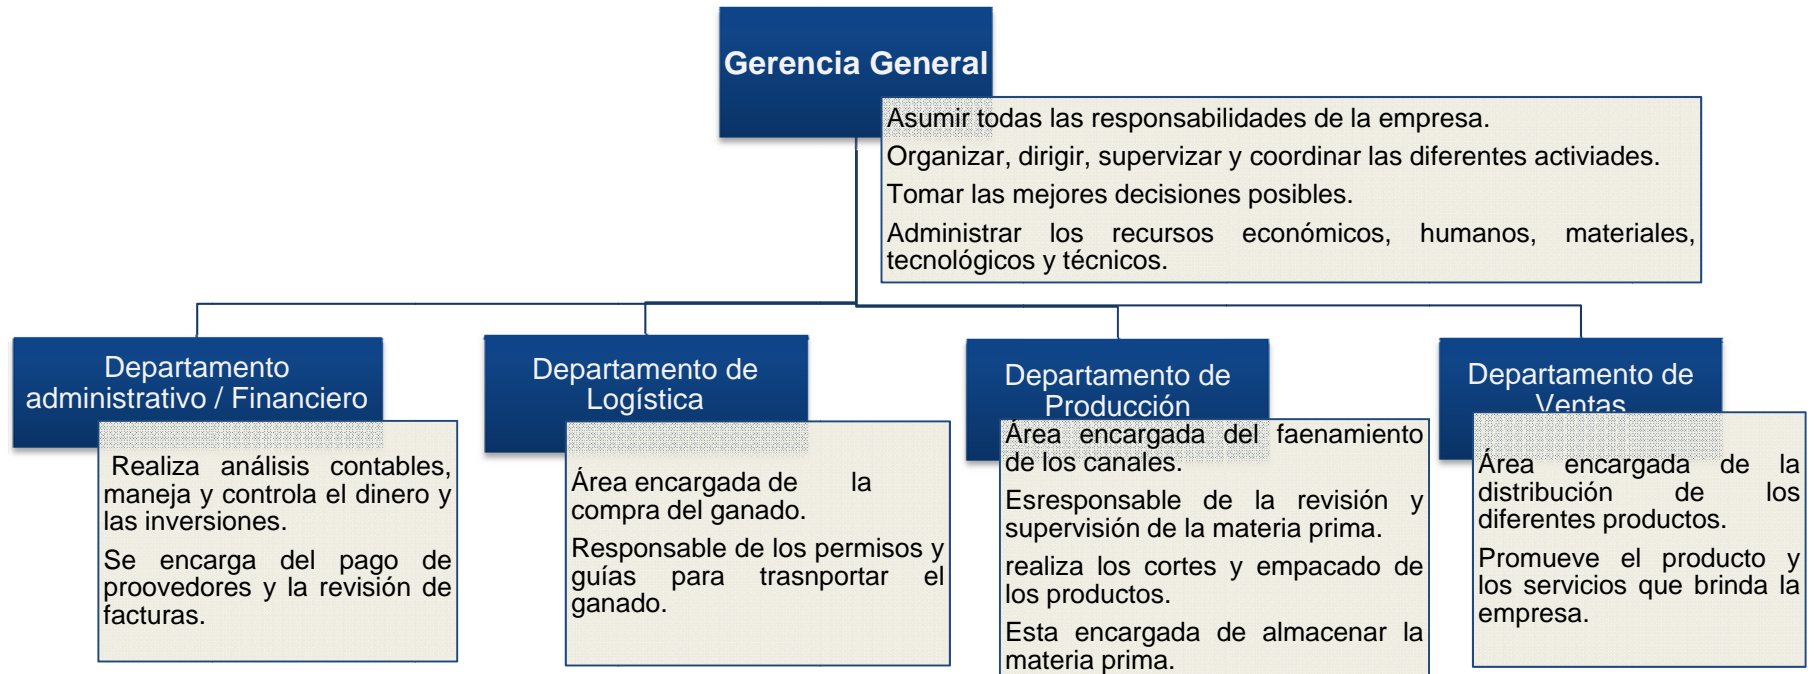 Gerencia General
Asumir todas las responsabilidades de la empresa.
Organizar, dirigir, supervizar y coordinar las diferentes activiades.
Tomar las mejores decisiones posibles.
Administrar los recursos económicos, humanos, materiales,
tecnológicos y técnicos.
Departamento
administrativo / Financiero
Realiza análisis contables,
maneja y controla el dinero y
las inversiones.
Se encarga del pago de
proovedores y la revisión de
facturas.
Departamento de
Logística
Área encargada de la
compra del ganado.
Responsable de los permisos y
guías para trasnportar el
ganado.
Departamento de
Producción
Área encargada del faenamiento
de los canales.
Esresponsable de la revisión y
supervisión de la materia prima.
realiza los cortes y empacado de
los productos.
Esta encargada de almacenar la
materia prima.
Departamento de
Ventas
Área encargada de la
distribución de los
diferentes productos.
Promueve el producto y
los servicios que brinda la
empresa.